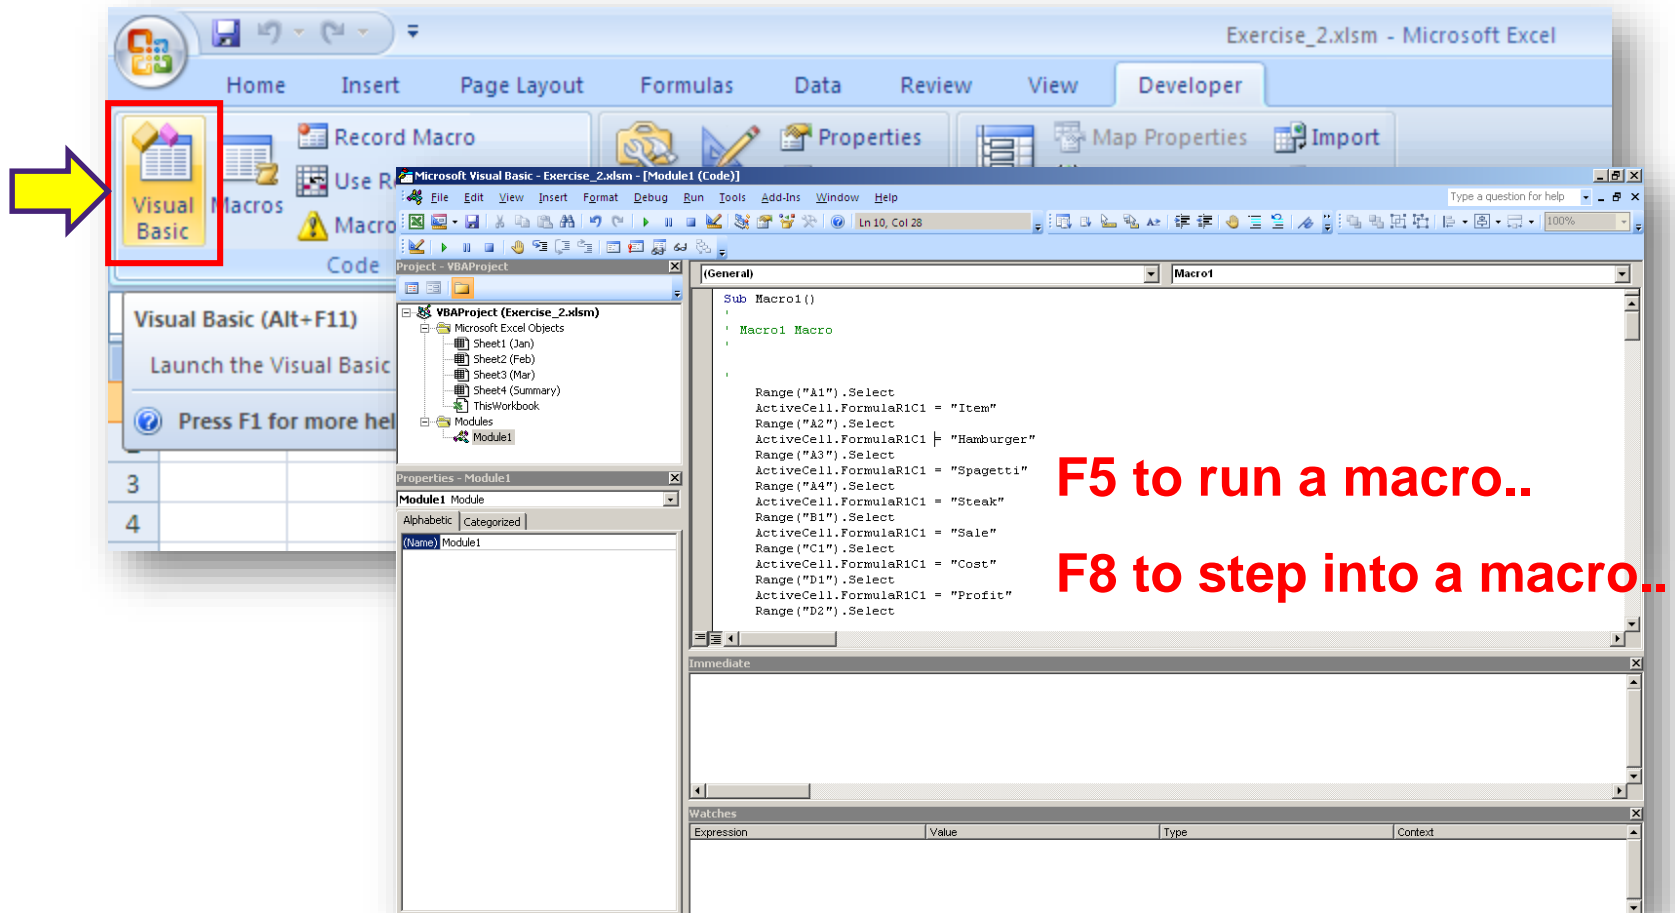 Exercise_2.xlsm - Microsoft Excel
Home Insert Page Layout Formulas Data Review View Developer
Visual Basic
Macros
Record Macro
Use R
Macro
Code
Properties
Map Properties
Import
Visual Basic (Alt+F11)
Launch the Visual Basic
Press F1 for more hel
3
4
Microsoft Visual Basic - Exercise_2.xlsm - [Module1 (Code)]
File Edit View Insert Format Debug Run Tools Add-Ins Window Help
Type a question for help
Ln 10, Col 28
100%
Project - VBAProject
VBAProject (Exercise_2.xlsm)
Microsoft Excel Objects
Sheet1 (Jan)
Sheet2 (Feb)
Sheet3 (Mar)
Sheet4 (Summary)
ThisWorkbook
Modules
Module1
Properties - Module1
Module1 Module
Alphabetic Categorized
(Name) Module1
(General) Macro1
Sub Macro1()
'
' Macro1 Macro
'
'
Range("A1").Select
ActiveCell.FormulaR1C1 = "Item"
Range("A2").Select
ActiveCell.FormulaR1C1 = "Hamburger"
Range("A3").Select
ActiveCell.FormulaR1C1 = "Spagetti"
Range("A4").Select
ActiveCell.FormulaR1C1 = "Steak"
Range("B1").Select
ActiveCell.FormulaR1C1 = "Sale"
Range("C1").Select
ActiveCell.FormulaR1C1 = "Cost"
Range("D1").Select
ActiveCell.FormulaR1C1 = "Profit"
Range("D2").Select
F5 to run a macro..
F8 to step into a macro..
Immediate
Watches
Expression Value Type Context